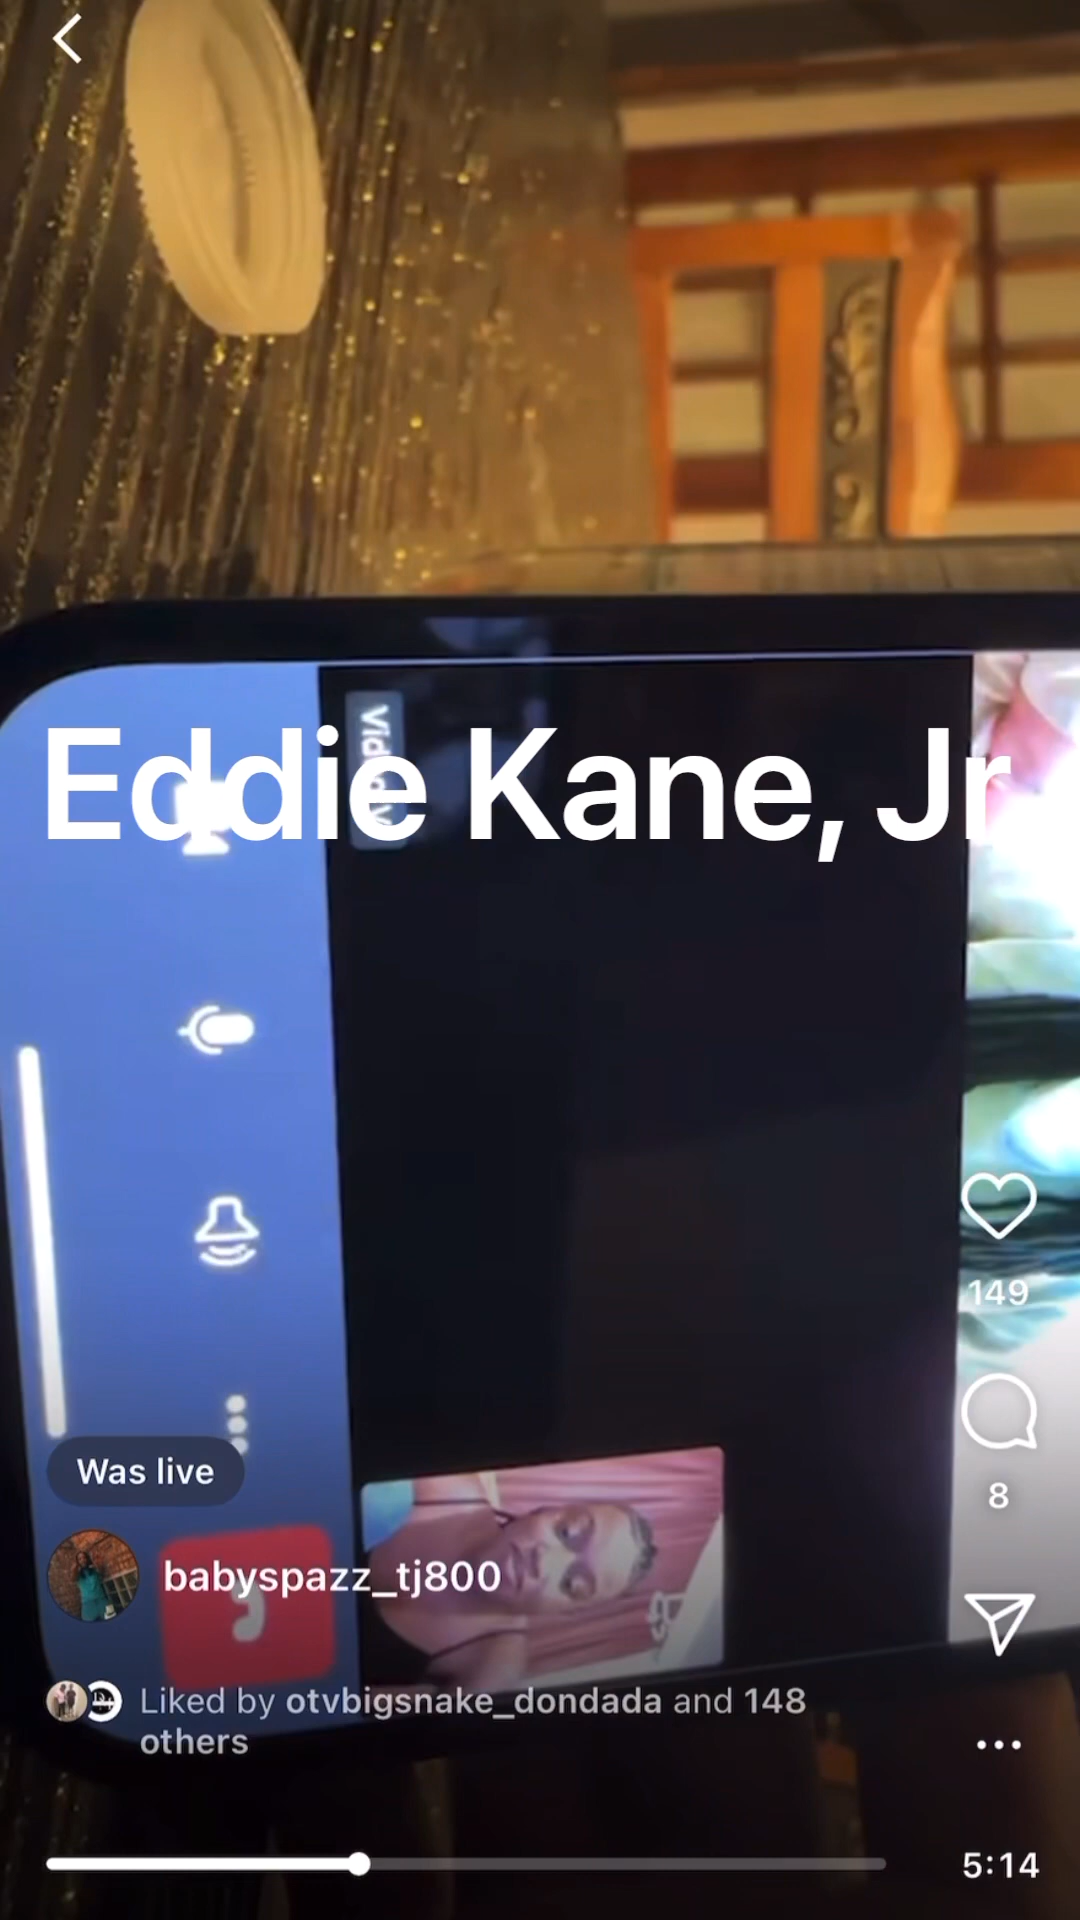 Eddie Kane, Jr
149
8
Was live
babyspazz_tj800
Liked by otvbigsnake_dondada and 148
others
5:14